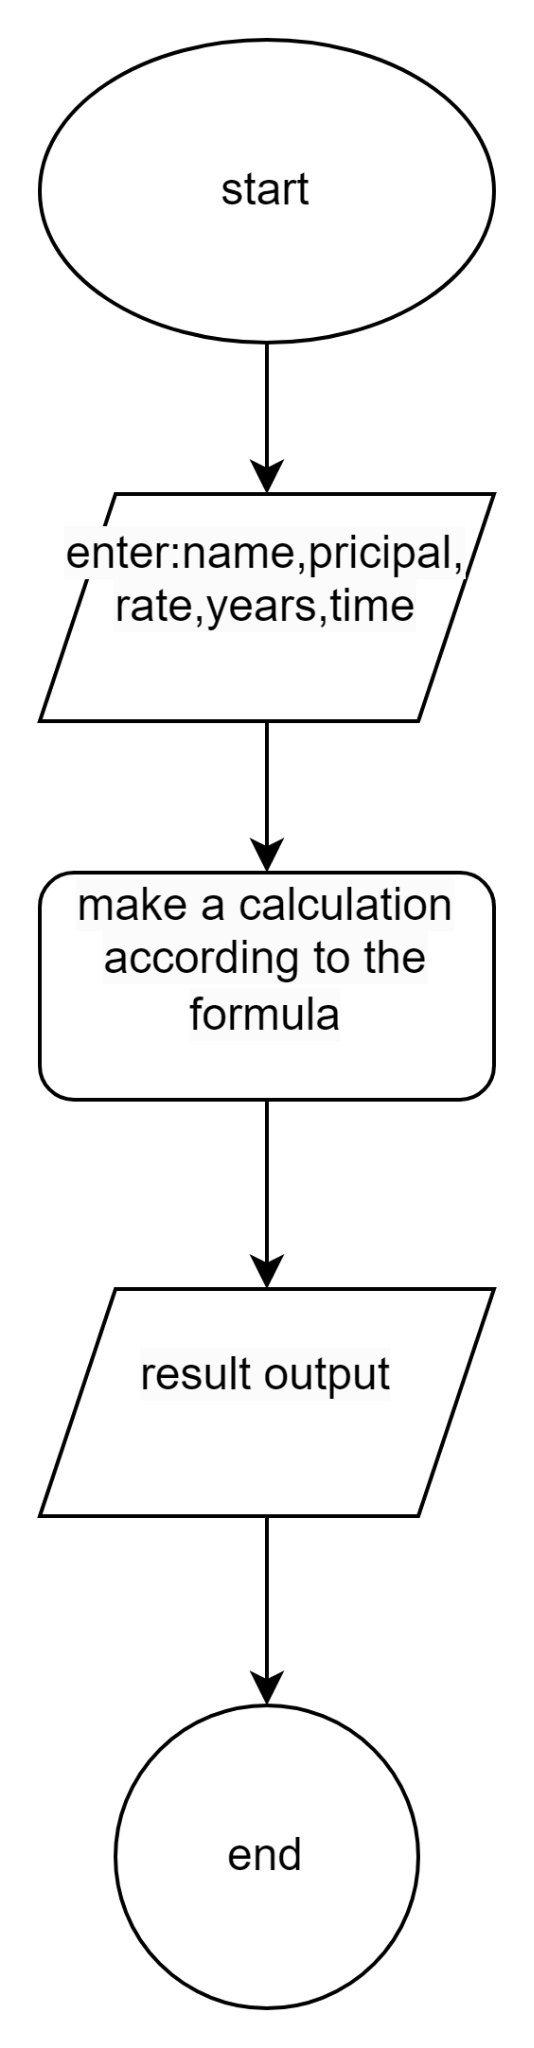 start
enter:name,pricipal,
rate,years,time
make a calculation
according to the
formula
result output
end